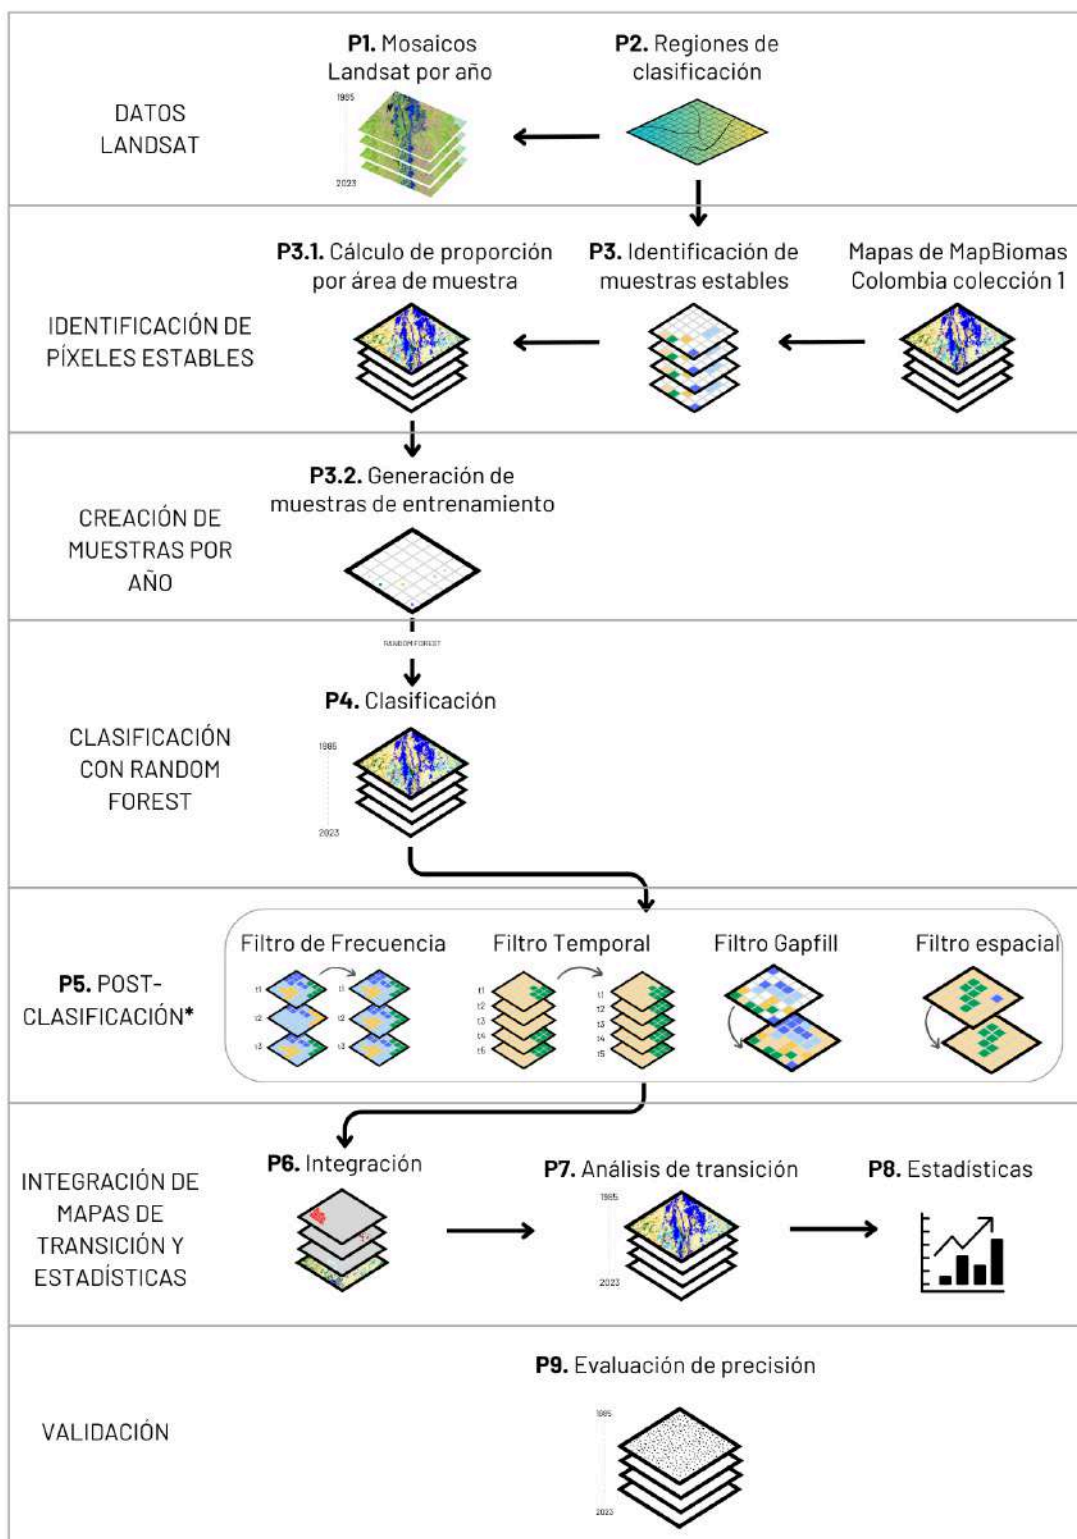 P1. Mosaicos
Landsat por año
P2. Regiones de
clasificación
DATOS
LANDSAT
1985
2023
P3.1. Cálculo de proporción
por área de muestra
P3. Identificación de
muestras estables
Mapas de MapBiomas
Colombia colección 1
IDENTIFICACIÓN DE
PÍXELES ESTABLES
P3.2. Generación de
muestras de entrenamiento
CREACIÓN DE
MUESTRAS POR
AÑO
RANDOM FOREST
P4. Clasificación
CLASIFICACIÓN
CON RANDOM
FOREST
1985
2023
P5. POST-
CLASIFICACIÓN*
Filtro de Frecuencia
t1
t2
t3
t1
t2
t3
Filtro Temporal
t1
t2
t3
t4
t5
t1
t2
t3
t4
t5
Filtro Gapfill
Filtro espacial
INTEGRACIÓN DE
MAPAS DE
TRANSICIÓN Y
ESTADÍSTICAS
P6. Integración
P7. Análisis de transición
1985
2023
P8. Estadísticas
P9. Evaluación de precisión
VALIDACIÓN
1985
2023